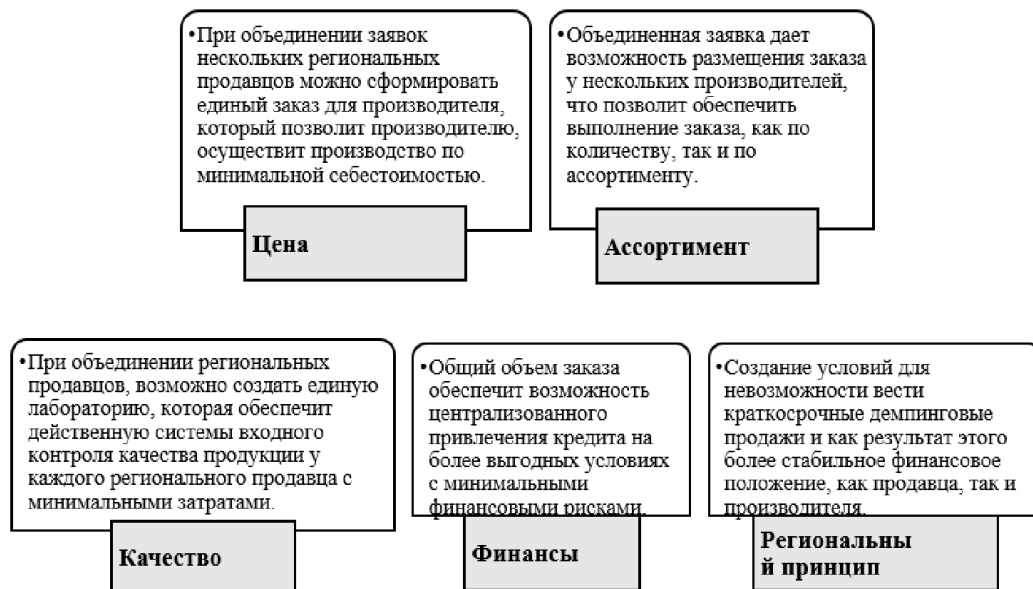 •При объединении заявок
нескольких региональных
продавцов можно сформировать
единый заказ для производителя,
который позволит производителю,
осуществит производство по
минимальной себестоимостью.
Цена
•Объединенная заявка дает
возможность размещения заказа
у нескольких производителей,
что позволит обеспечить
выполнение заказа, как по
количеству, так и по
ассортименту.
Ассортимент
•При объединении региональных
продавцов, возможно создать единую
лабораторию, которая обеспечит
действенную системы входного
контроля качества продукции у
каждого регионального продавца с
минимальными затратами.
Качество
•Общий объем заказа
обеспечит возможность
централизованного
привлечения кредита на
более выгодных условиях
с минимальными
финансовыми рисками.
Финансы
•Создание условий для
невозможности вести
краткосрочные демпинговые
продажи и как результат этого
более стабильное финансовое
положение, как продавца, так и
производителя.
Региональны
й принцип